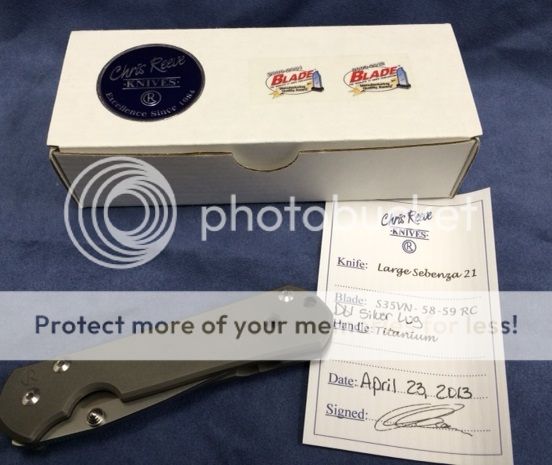 Chris Reeve
·KNIVES·
R
Excellence Since 1984
BLADE
BLADE
photobucket
Chris Reeve
·KNIVES·
R
Knife: Large Sebenza 21
Blade: S35VN - 58-59 RC
DU Silver Lug
Handle: Titanium
Protect more of your me for less!
Date: April 23, 2013
Signed: